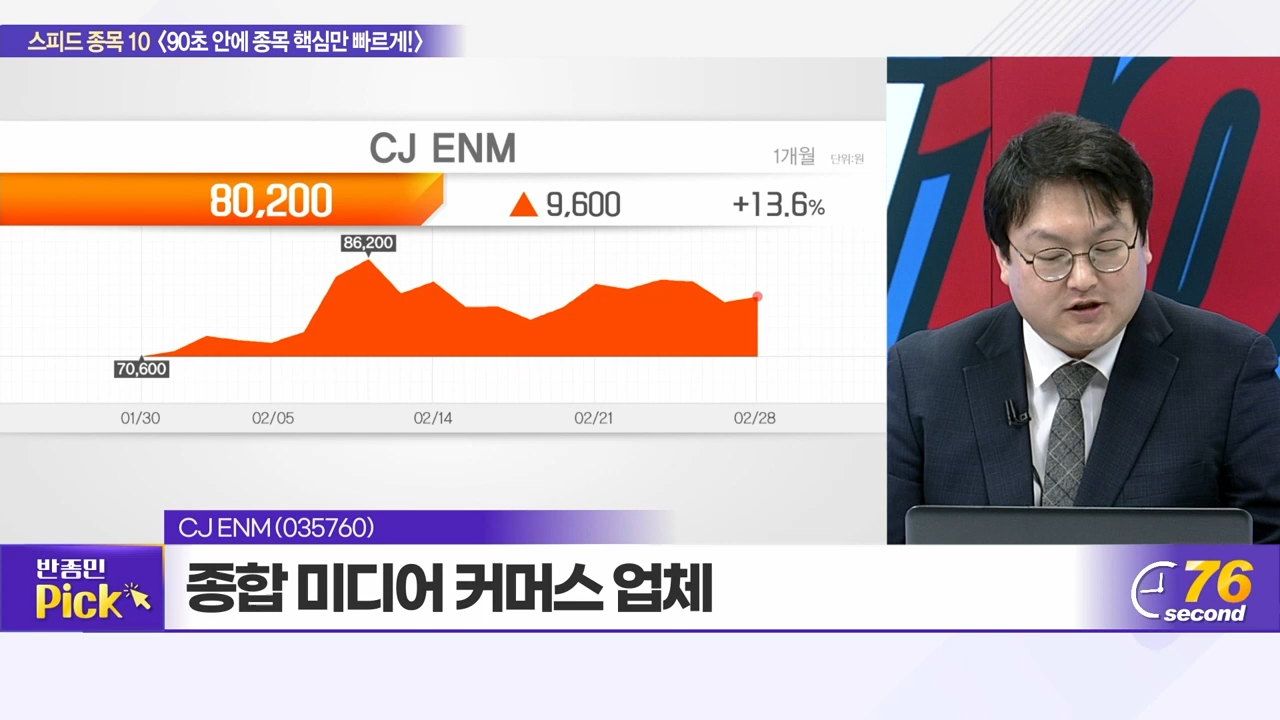 스피드 종목 10 〈90초 안에 종목 핵심만 빠르게!〉
CJ ENM
1개월 단위:원
80,200 ▲ 9,600 +13.6%
86,200
70,600
01/30 02/05 02/14 02/21 02/28
CJ ENM (035760)
반종민
Pick
종합 미디어 커머스 업체
76
second